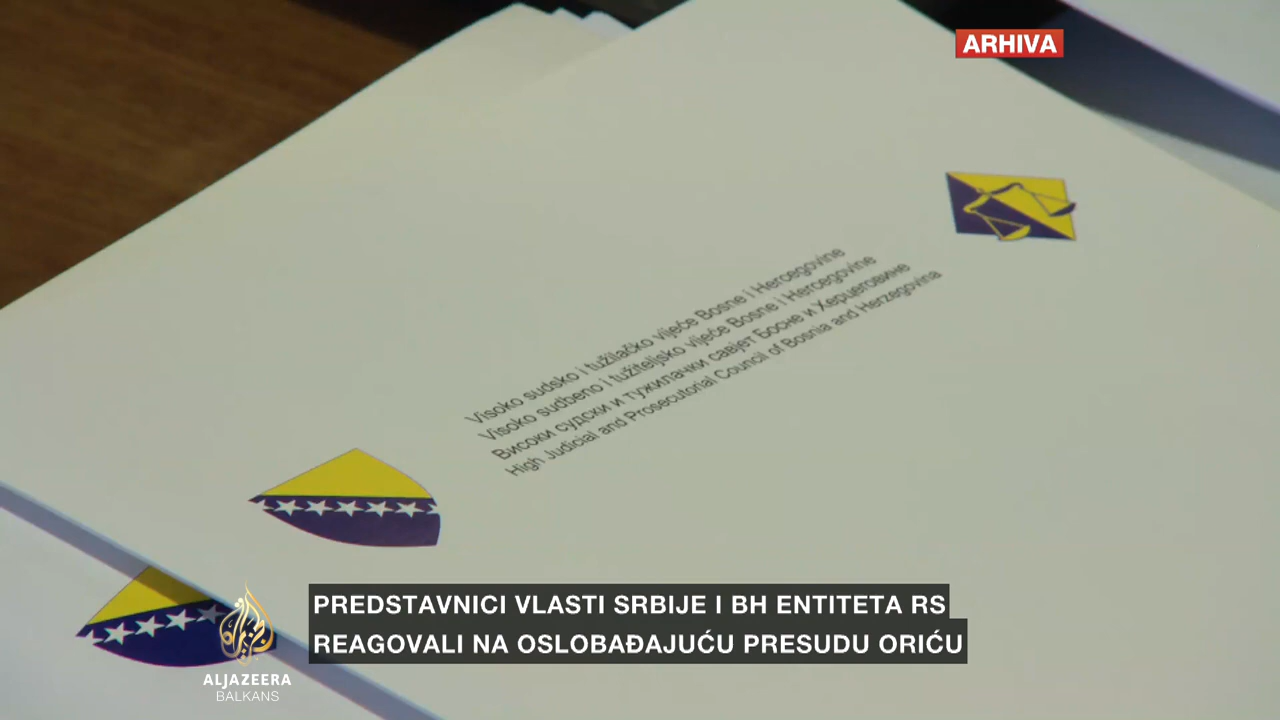 ARHIVA
Visoko sudsko i tužilačko vijeće Bosne i Hercegovine
Visoko sudbeno i tužiteljsko vijeće Bosne i Hercegovine
Високи судски и тужилачки савјет Босне и Херцеговине
High Judicial and Prosecutorial Council of Bosnia and Herzegovina
PREDSTAVNICI VLASTI SRBIJE I BH ENTITETA RS
REAGOVALI NA OSLOBAĐAJUĆU PRESUDU ORIĆU
ALJAZEERA
BALKANS